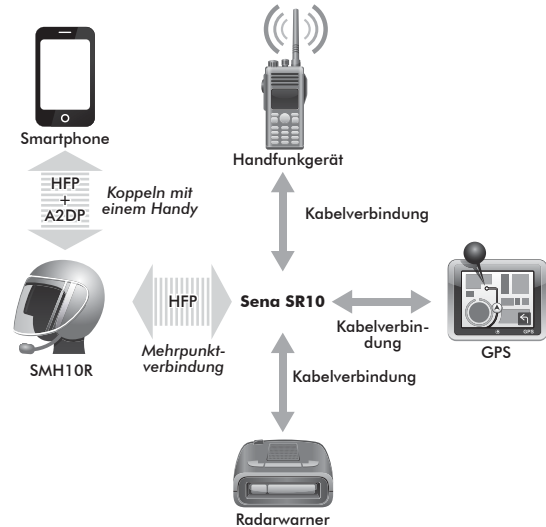 Smartphone
Handfunkgerät
HFP
+
A2DP
Koppeln mit
einem Handy
Kabelverbindung
HFP
Sena SR10
Mehrpunkt-
verbindung
SMH10R
Kabelverbin-
dung
GPS
GPS
Kabelverbindung
Radarwarner